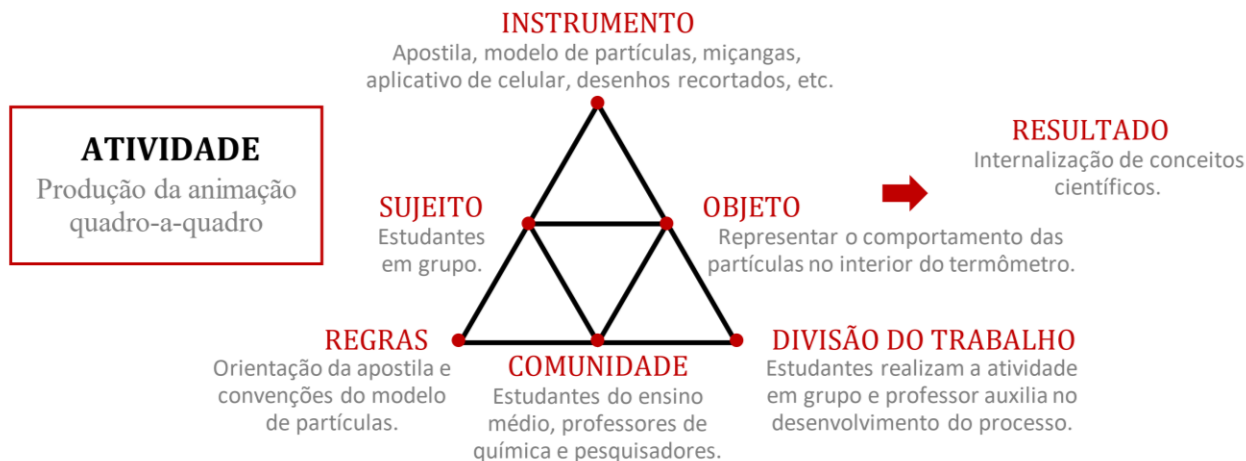 INSTRUMENTO
Apostila, modelo de partículas, miçangas,
aplicativo de celular, desenhos recortados, etc.
ATIVIDADE
Produção da animação
quadro-a-quadro
RESULTADO
Internalização de conceitos
científicos.
SUJEITO
Estudantes
em grupo.
OBJETO
Representar o comportamento das
partículas no interior do termômetro.
REGRAS
Orientação da apostila e
convenções do modelo
de partículas.
COMUNIDADE
Estudantes do ensino
médio, professores de
química e pesquisadores.
DIVISÃO DO TRABALHO
Estudantes realizam a atividade
em grupo e professor auxilia no
desenvolvimento do processo.